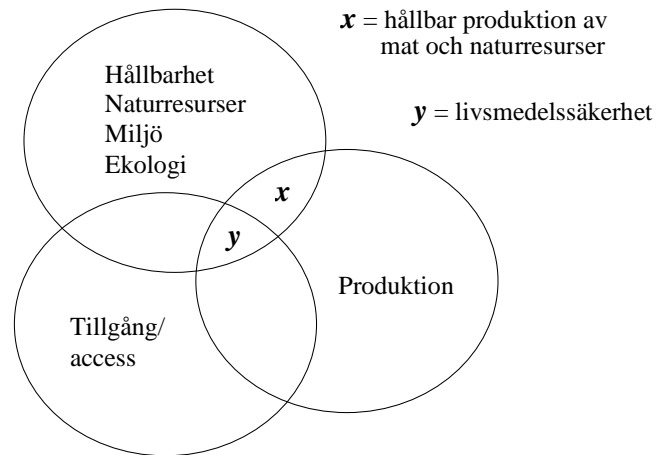 x = hållbar produktion av
mat och naturresurser
Hållbarhet
Naturresurser
Miljö
Ekologi
y = livsmedelssäkerhet
x
y
Produktion
Tillgång/
access